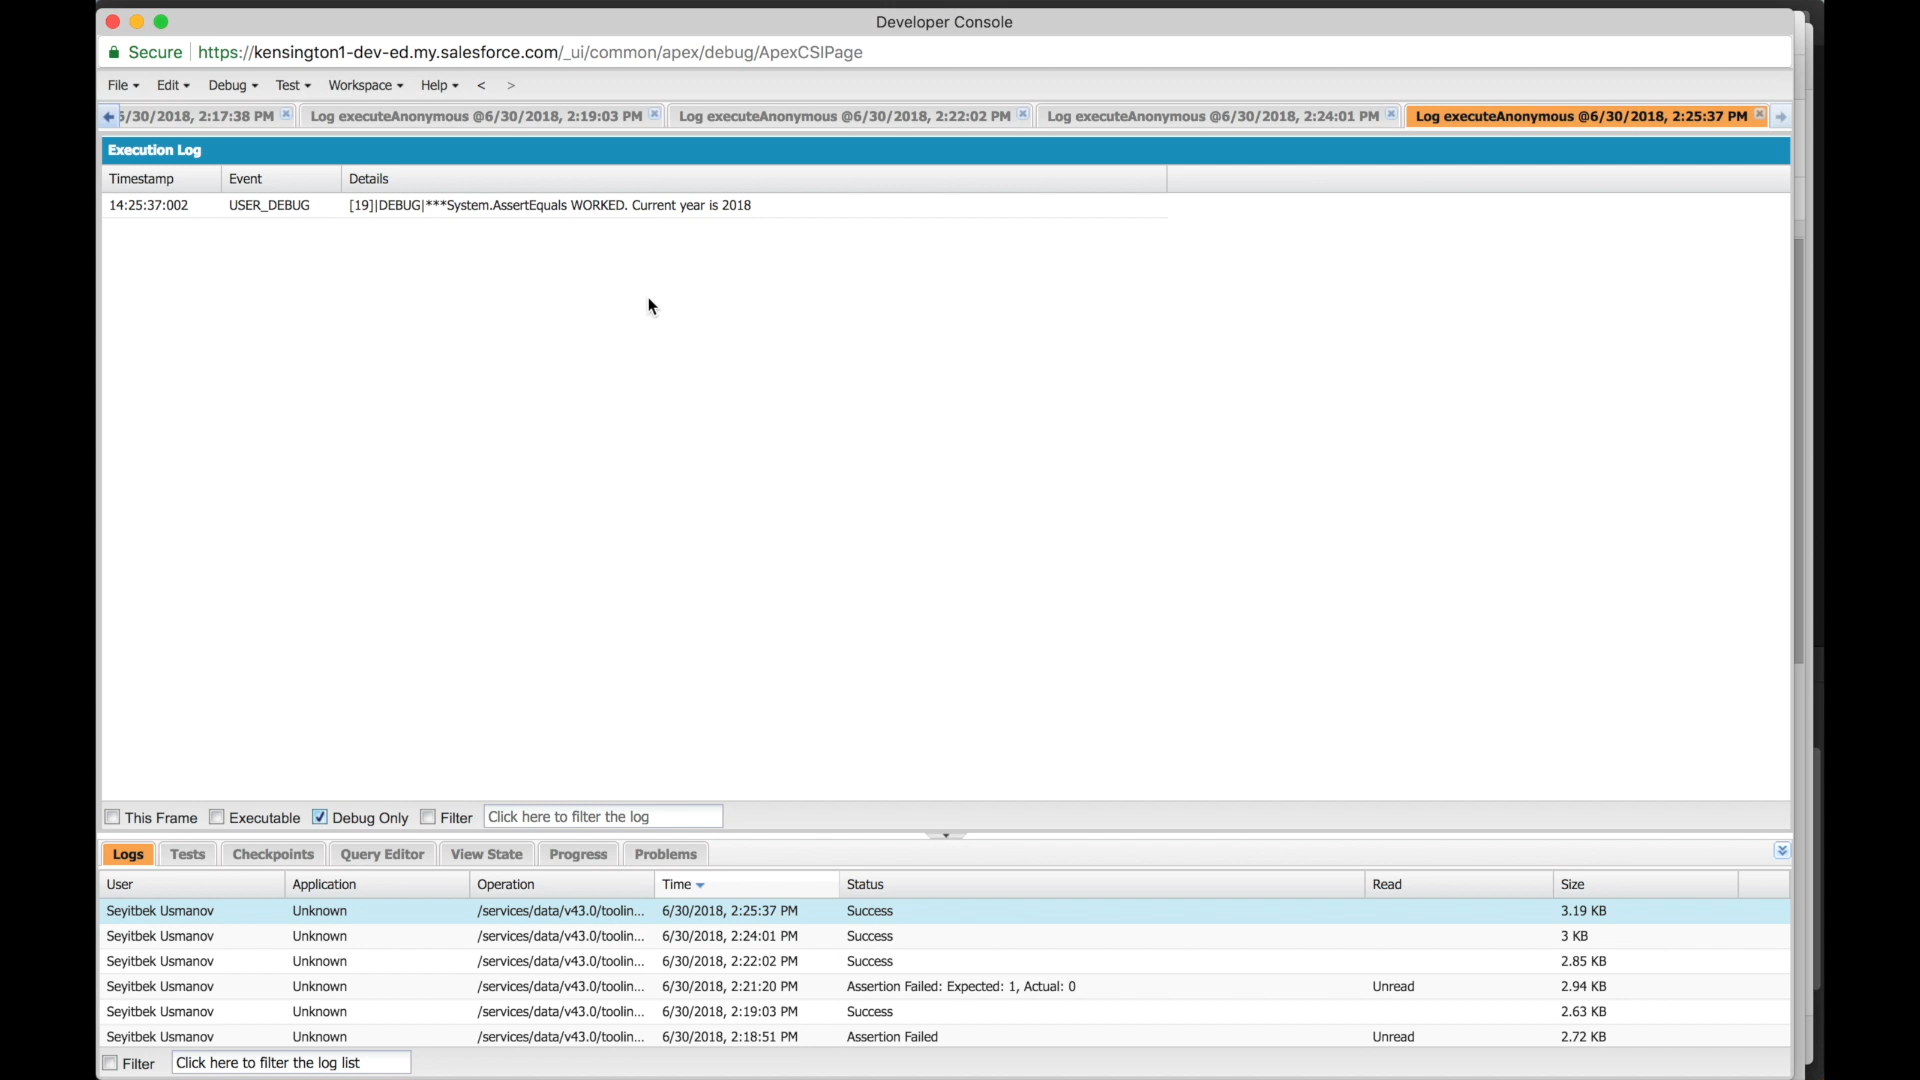 Developer Console
Secure https://kensington1-dev-ed.my.salesforce.com/_ui/common/apex/debug/ApexCSIPage
File Edit Debug Test Workspace Help < >
/30/2018, 2:17:38 PM Log executeAnonymous @6/30/2018, 2:19:03 PM Log executeAnonymous @6/30/2018, 2:22:02 PM Log executeAnonymous @6/30/2018, 2:24:01 PM Log executeAnonymous @6/30/2018, 2:25:37 PM
Execution Log
Timestamp Event Details
14:25:37:002 USER_DEBUG [19]|DEBUG|***System.AssertEquals WORKED. Current year is 2018
This Frame Executable Debug Only Filter Click here to filter the log
Logs Tests Checkpoints Query Editor View State Progress Problems
User Application Operation Time Status Read Size
Seyitbek Usmanov Unknown /services/data/v43.0/toolin... 6/30/2018, 2:25:37 PM Success 3.19 KB
Seyitbek Usmanov Unknown /services/data/v43.0/toolin... 6/30/2018, 2:24:01 PM Success 3 KB
Seyitbek Usmanov Unknown /services/data/v43.0/toolin... 6/30/2018, 2:22:02 PM Success 2.85 KB
Seyitbek Usmanov Unknown /services/data/v43.0/toolin... 6/30/2018, 2:21:20 PM Assertion Failed: Expected: 1, Actual: 0 Unread 2.94 KB
Seyitbek Usmanov Unknown /services/data/v43.0/toolin... 6/30/2018, 2:19:03 PM Success 2.63 KB
Seyitbek Usmanov Unknown /services/data/v43.0/toolin... 6/30/2018, 2:18:51 PM Assertion Failed Unread 2.72 KB
Filter Click here to filter the log list